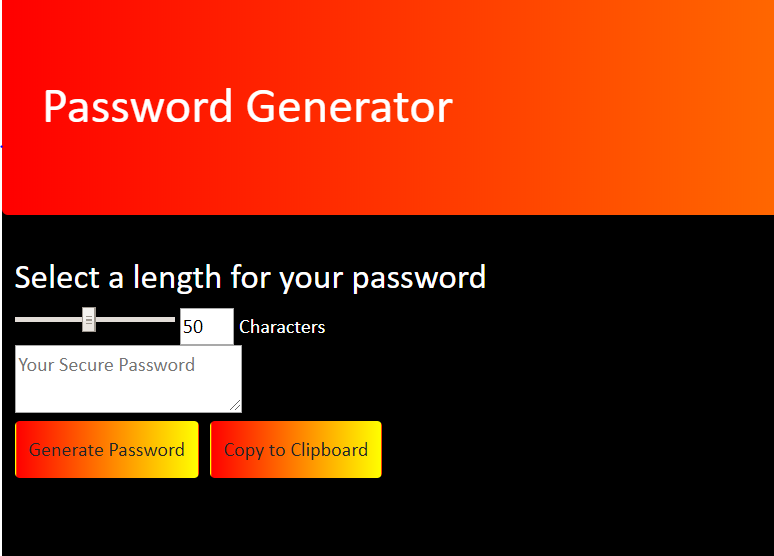 Password Generator
Select a length for your password
50 Characters
Your Secure Password
Generate Password Copy to Clipboard